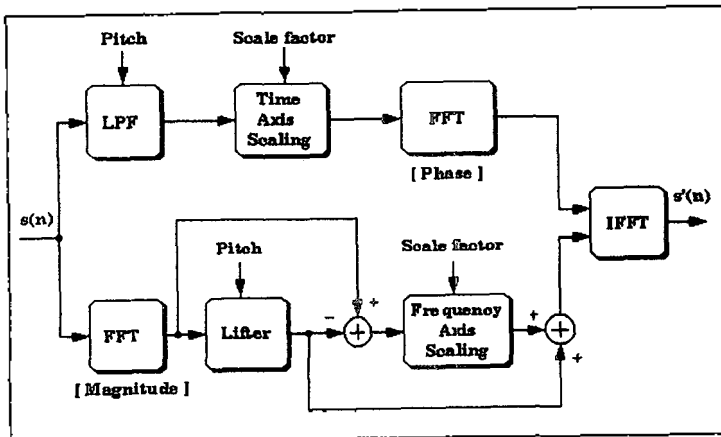 Pitch
Scale factor
LPF
Time
Axis
Scaling
FFT
[ Phase ]
s(n)
s'(n)
IFFT
Pitch
Scale factor
+
−
+
FFT
Lifter
Frequency
Axis
Scaling
+
+
+
[ Magnitude ]